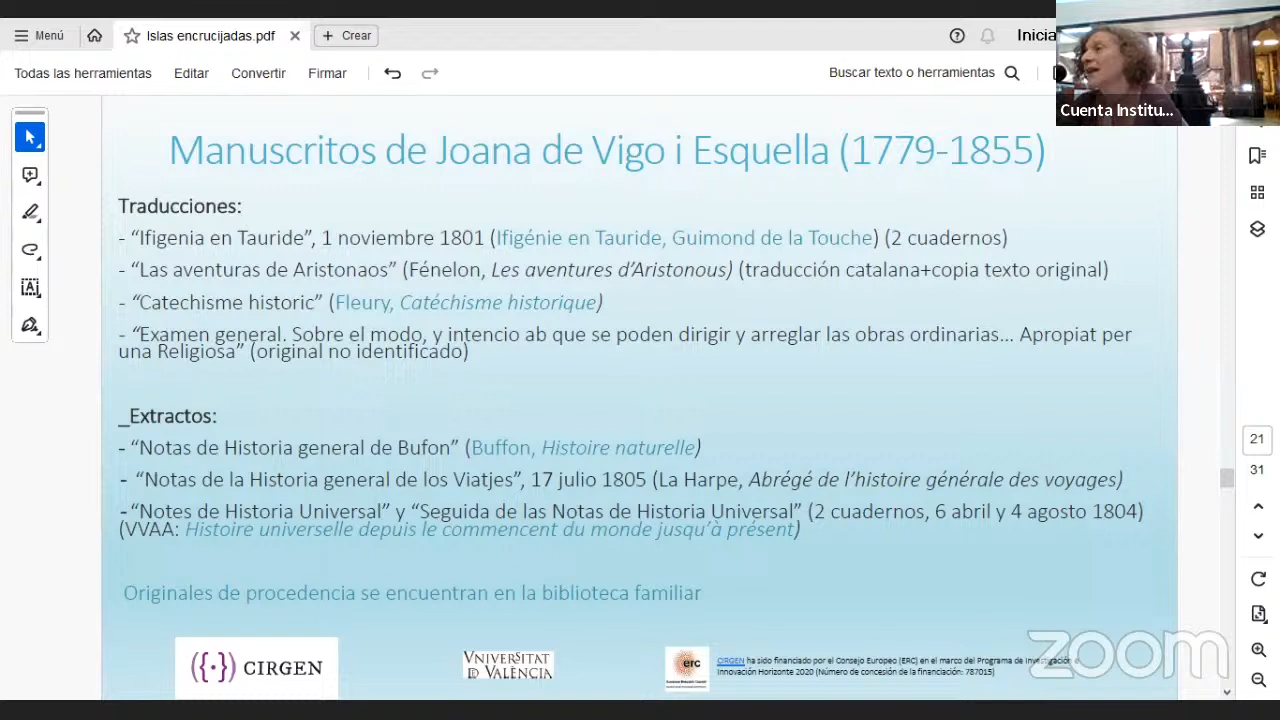 Menú
Islas encrucijadas.pdf
Crear
Inicia
Todas las herramientas
Editar
Convertir
Firmar
Buscar texto o herramientas
Cuenta Institu...
Manuscritos de Joana de Vigo i Esquella (1779-1855)
Traducciones:
- “Ifigenia en Tauride”, 1 noviembre 1801 (Ifigénie en Tauride, Guimond de la Touche) (2 cuadernos)
- “Las aventuras de Aristonaos” (Fénelon, Les aventures d’Aristonous) (traducción catalana+copia texto original)
- “Catechisme historic” (Fleury, Catéchisme historique)
- “Examen general. Sobre el modo, y intencio ab que se poden dirigir y arreglar las obras ordinarias... Apropiat per
una Religiosa” (original no identificado)
_Extractos:
- “Notas de Historia general de Bufon” (Buffon, Histoire naturelle)
- “Notas de la Historia general de los Viatjes”, 17 julio 1805 (La Harpe, Abrégé de l’histoire générale des voyages)
-“Notes de Historia Universal” y “Seguida de las Notas de Historia Universal” (2 cuadernos, 6 abril y 4 agosto 1804)
(VVAA: Histoire universelle depuis le commencent du monde jusqu’à présent)
Originales de procedencia se encuentran en la biblioteca familiar
21
31
CIRGEN
VNIVERSITAT
DE VALÈNCIA
erc
CIRGEN ha sido financiado por el Consejo Europeo (ERC) en el marco del Programa de Investigación e
Innovación Horizonte 2020 (Número de concesión de la financiación: 787015)
zoom